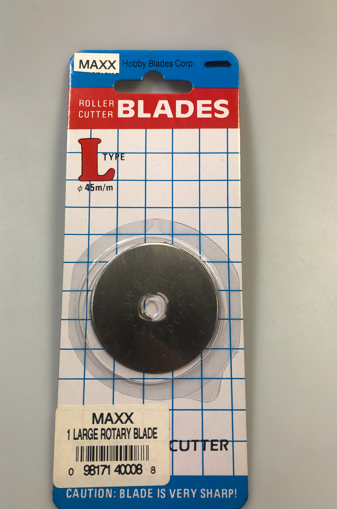 MAXX Hobby Blades Corp
ROLLER
CUTTER BLADES
L TYPE
φ 45m/m
BLADE
MAXX
1 LARGE ROTARY BLADE
0 98171 40008 8
CUTTER
CAUTION: BLADE IS VERY SHARP!